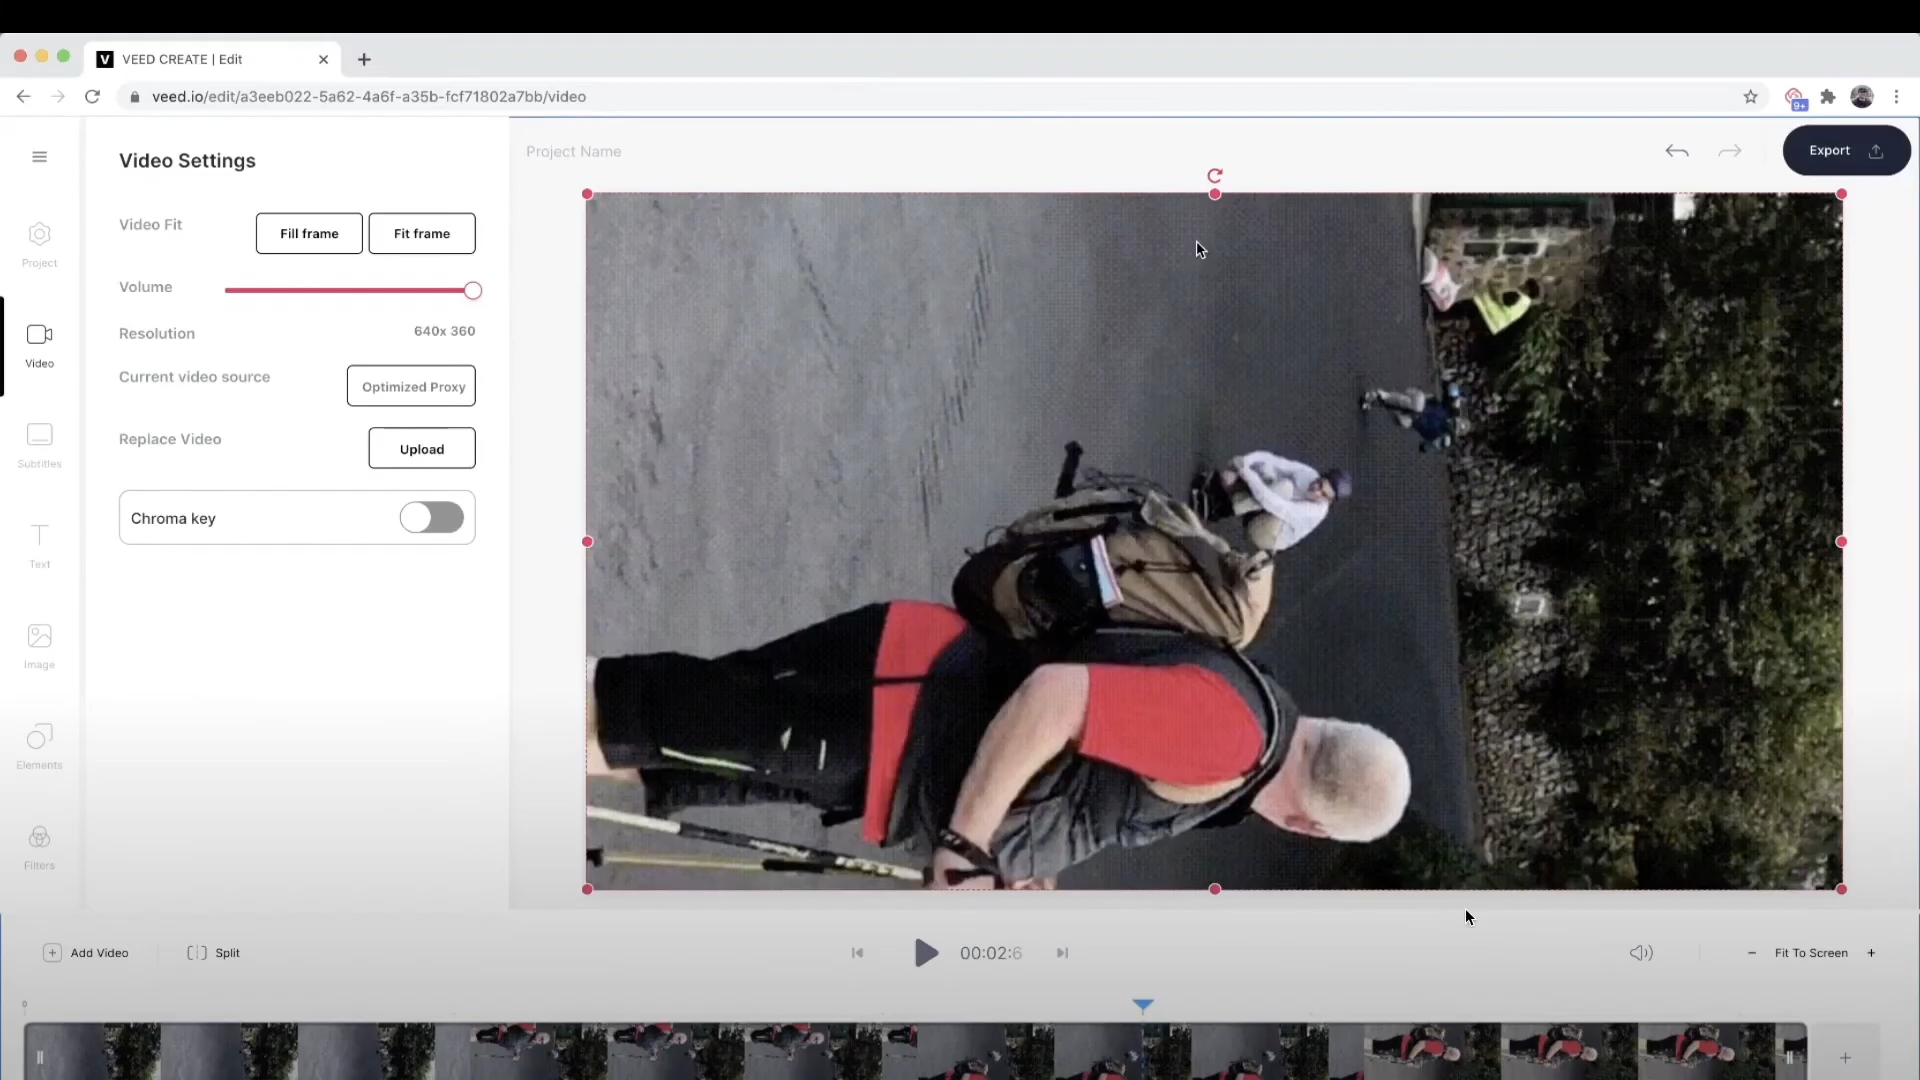 VEED CREATE | Edit
veed.io/edit/a3eeb022-5a62-4a6f-a35b-fcf71802a7bb/video
9+
Project Name
Export
Video Settings
Video Fit
Fill frame
Fit frame
Volume
Resolution
640x 360
Current video source
Optimized Proxy
Replace Video
Upload
Chroma key
Project
Video
Subtitles
Text
Image
Elements
Filters
Add Video
Split
00:02:6
Fit To Screen
0